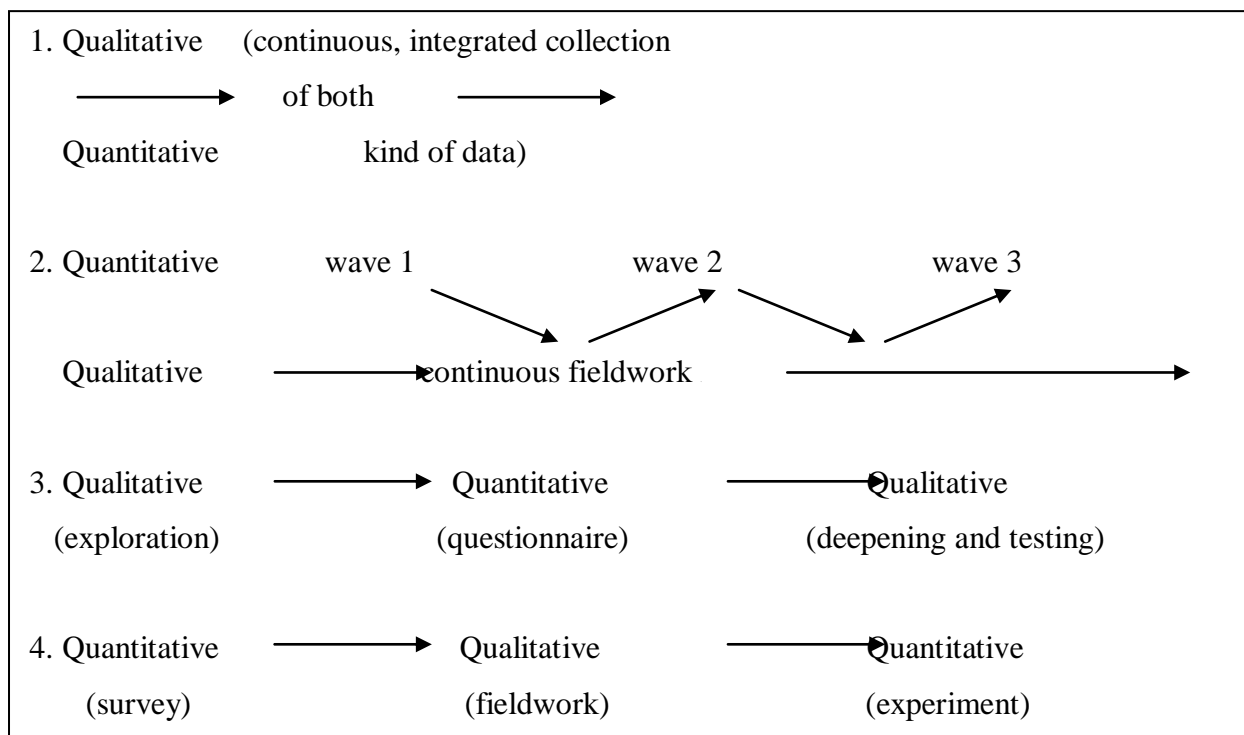 1. Qualitative (continuous, integrated collection
of both
Quantitative kind of data)
2. Quantitative wave 1 wave 2 wave 3
Qualitative continuous fieldwork
3. Qualitative Quantitative Qualitative
(exploration) (questionnaire) (deepening and testing)
4. Quantitative Qualitative Quantitative
(survey) (fieldwork) (experiment)